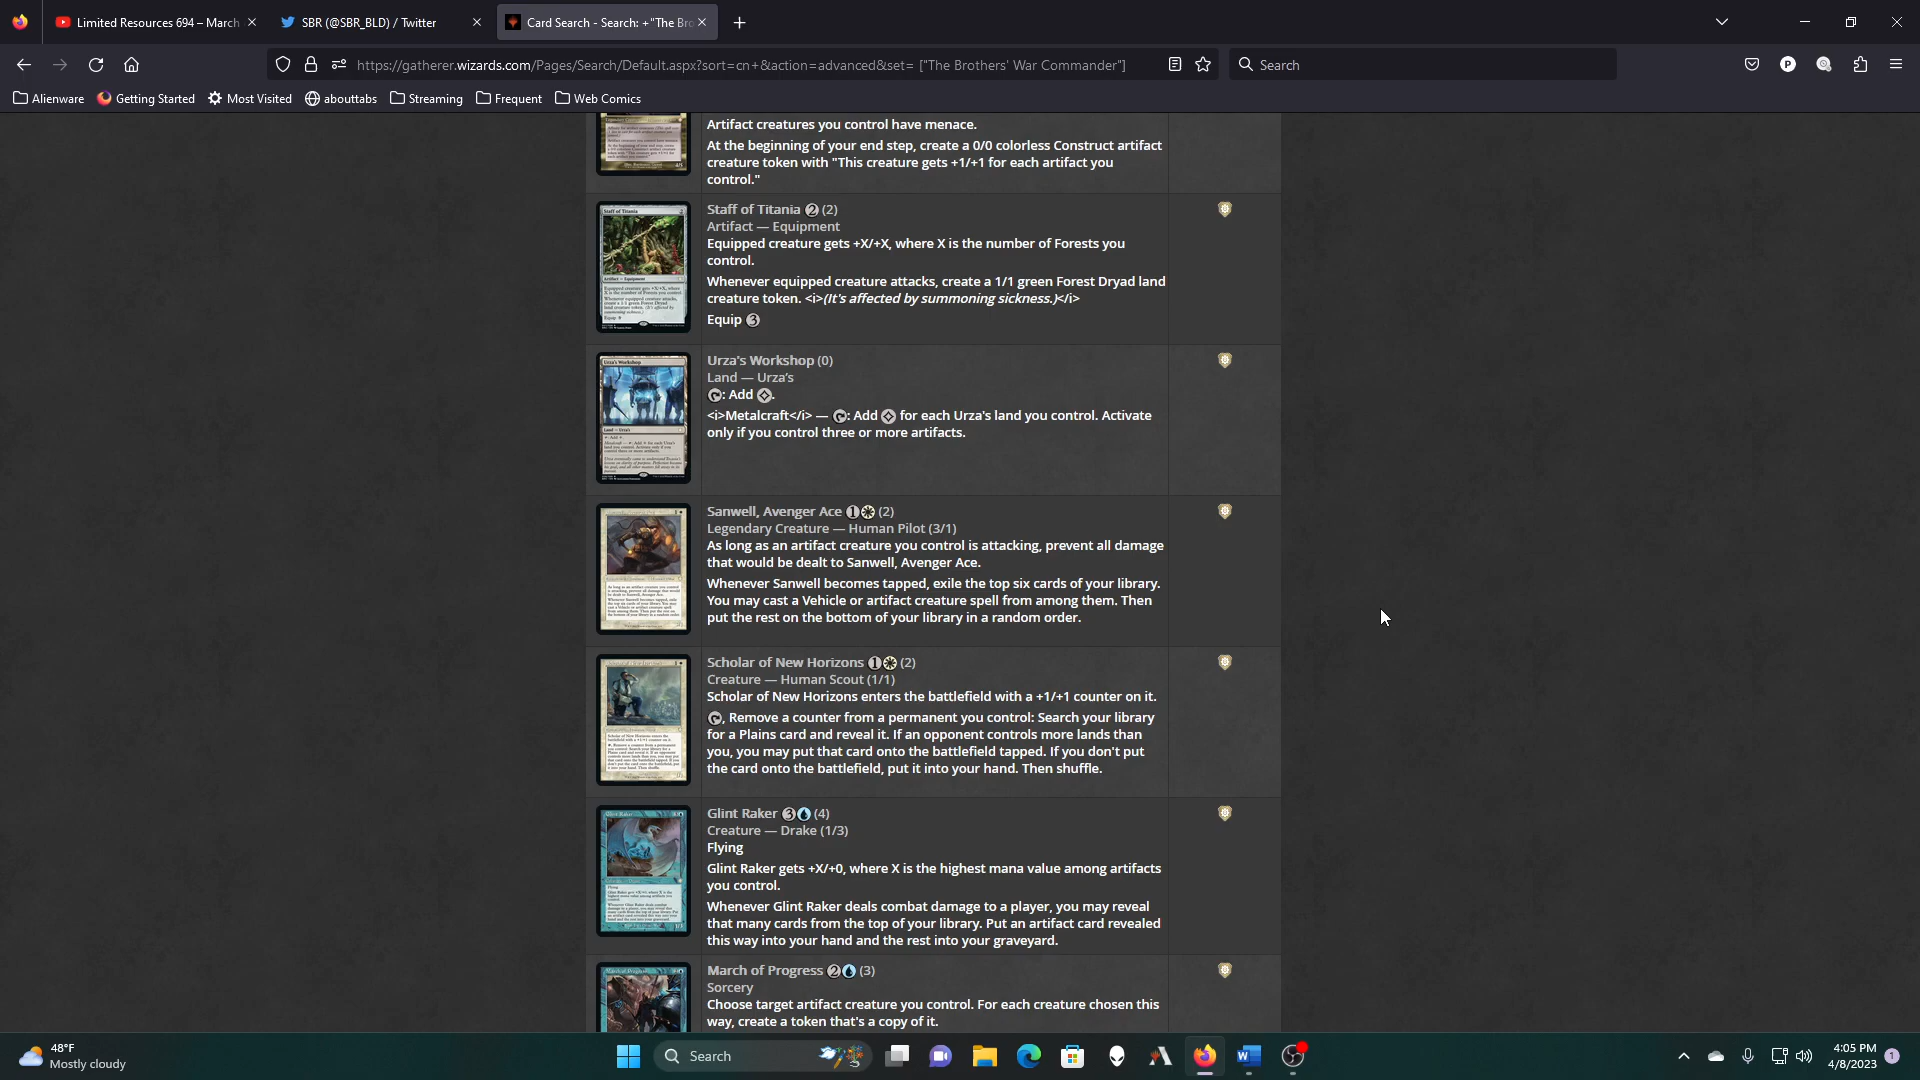 Limited Resources 694 – March
SBR (@SBR_BLD) / Twitter
Card Search - Search: +"The Bro
https://gatherer.wizards.com/Pages/Search/Default.aspx?sort=cn+&action=advanced&set= ["The Brothers' War Commander"]
Search
Alienware
Getting Started
Most Visited
abouttabs
Streaming
Frequent
Web Comics
Artifact creatures you control have menace.
At the beginning of your end step, create a 0/0 colorless Construct artifact
creature token with "This creature gets +1/+1 for each artifact you
control."
Staff of Titania 2 (2)
Artifact — Equipment
Equipped creature gets +X/+X, where X is the number of Forests you
control.
Whenever equipped creature attacks, create a 1/1 green Forest Dryad land
creature token. <i>(It's affected by summoning sickness.)</i>
Equip 3
Urza's Workshop (0)
Land — Urza's
: Add .
<i>Metalcraft</i> — : Add for each Urza's land you control. Activate
only if you control three or more artifacts.
Sanwell, Avenger Ace 1 (2)
Legendary Creature — Human Pilot (3/1)
As long as an artifact creature you control is attacking, prevent all damage
that would be dealt to Sanwell, Avenger Ace.
Whenever Sanwell becomes tapped, exile the top six cards of your library.
You may cast a Vehicle or artifact creature spell from among them. Then
put the rest on the bottom of your library in a random order.
Scholar of New Horizons 1 (2)
Creature — Human Scout (1/1)
Scholar of New Horizons enters the battlefield with a +1/+1 counter on it.
, Remove a counter from a permanent you control: Search your library
for a Plains card and reveal it. If an opponent controls more lands than
you, you may put that card onto the battlefield tapped. If you don't put
the card onto the battlefield, put it into your hand. Then shuffle.
Glint Raker 3 (4)
Creature — Drake (1/3)
Flying
Glint Raker gets +X/+0, where X is the highest mana value among artifacts
you control.
Whenever Glint Raker deals combat damage to a player, you may reveal
that many cards from the top of your library. Put an artifact card revealed
this way into your hand and the rest into your graveyard.
March of Progress 2 (3)
Sorcery
Choose target artifact creature you control. For each creature chosen this
way, create a token that's a copy of it.
48°F
Mostly cloudy
Search
4:05 PM
4/8/2023
1